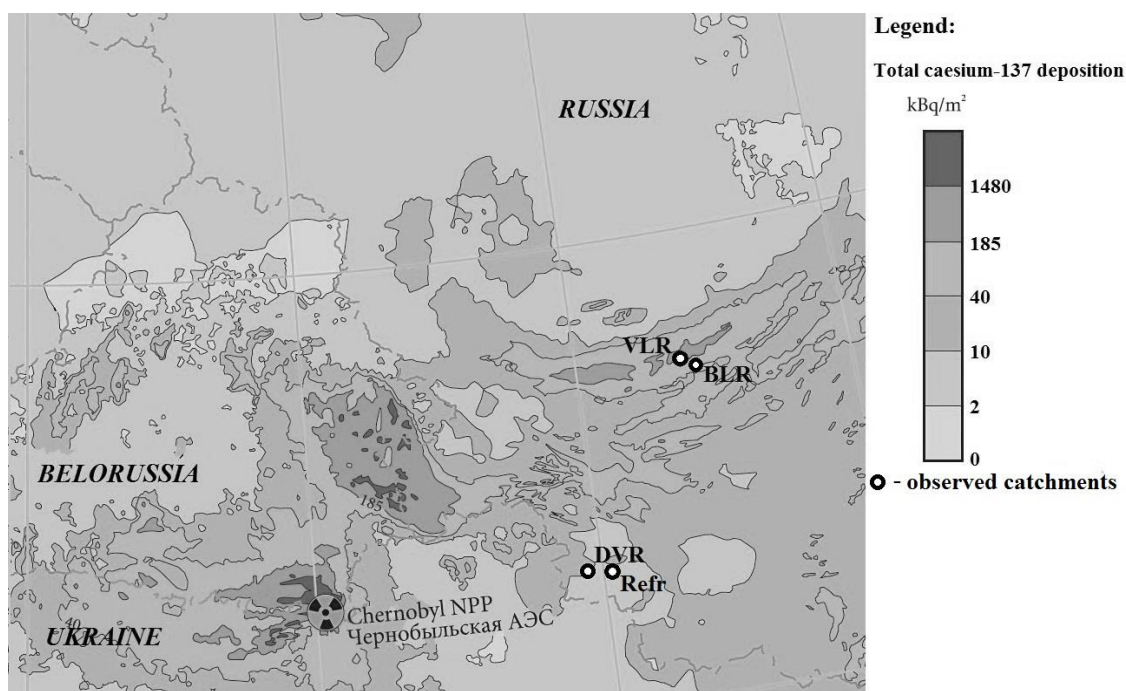 RUSSIA
VLR
BLR
BELORUSSIA
185
DVR
Refr
Chernobyl NPP
Чернобыльская АЭС
40
UKRAINE
Legend:
Total caesium-137 deposition
kBq/m²
1480
185
40
10
2
0
- observed catchments